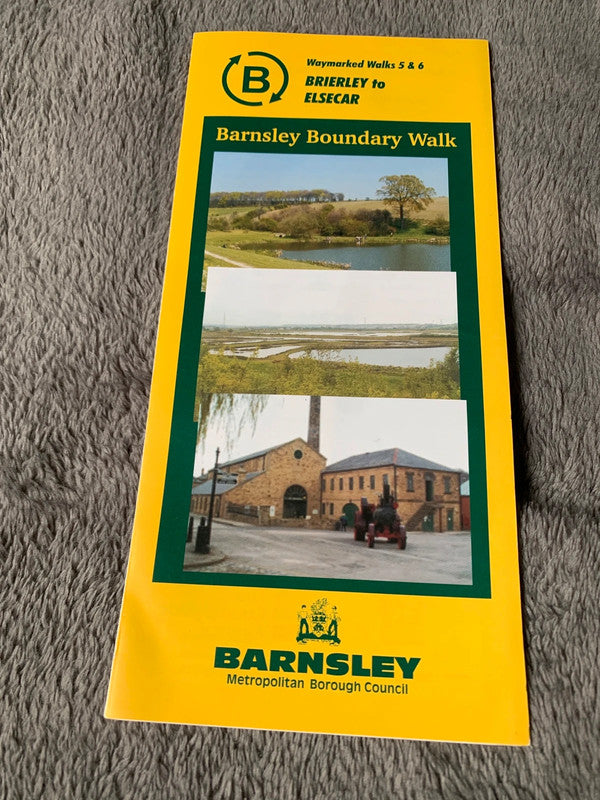 B
Waymarked Walks 5 & 6
BRIERLEY to
ELSECAR
Barnsley Boundary Walk
BARNSLEY
Metropolitan Borough Council